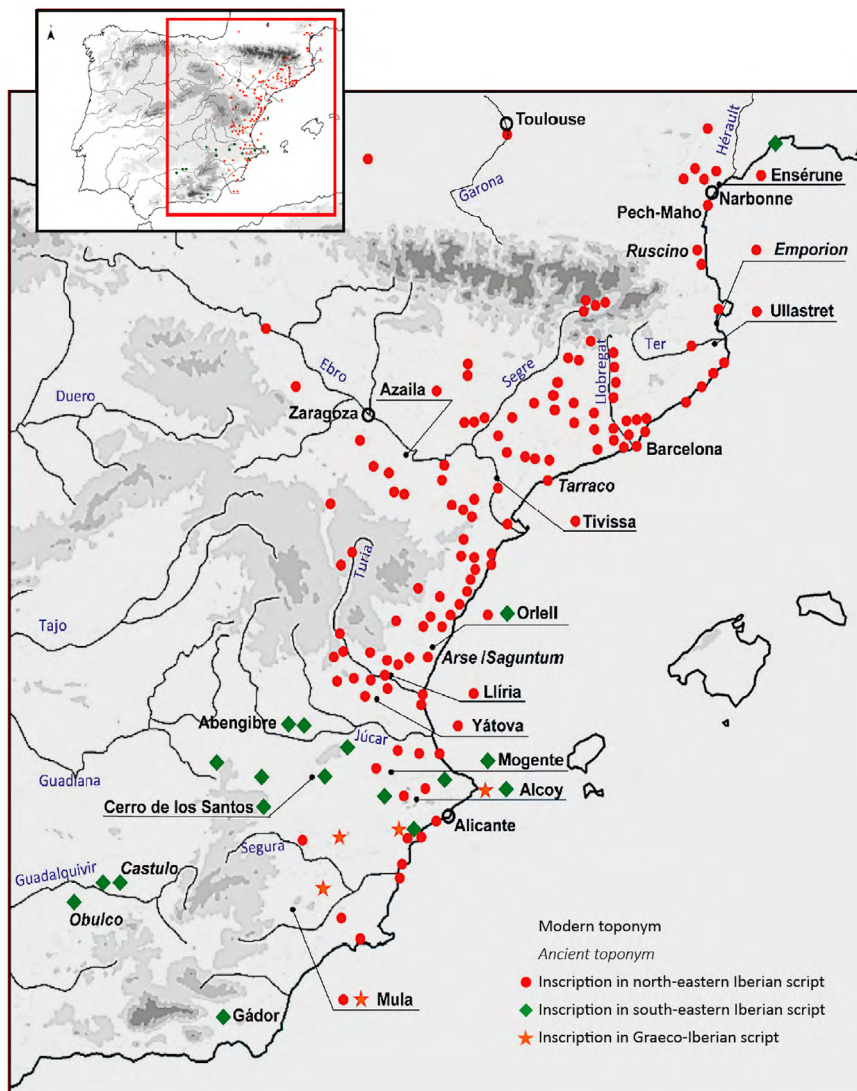 N
Toulouse
Hérault
Garona
Ensérune
Narbonne
Pech-Maho
Ruscino
Emporion
Ullastret
Ter
Ebro
Segre
Llobregat
Azaila
Duero
Zaragoza
Barcelona
Tarraco
Tivissa
Turia
Tajo
Orlell
Arse/Saguntum
Llíria
Abengibre
Yátova
Júcar
Mogente
Guadiana
Alcoy
Cerro de los Santos
Alicante
Segura
Guadalquivir
Castulo
Obulco
Modern toponym
Ancient toponym
Inscription in north-eastern Iberian script
Mula
Inscription in south-eastern Iberian script
Gádor
Inscription in Graeco-Iberian script